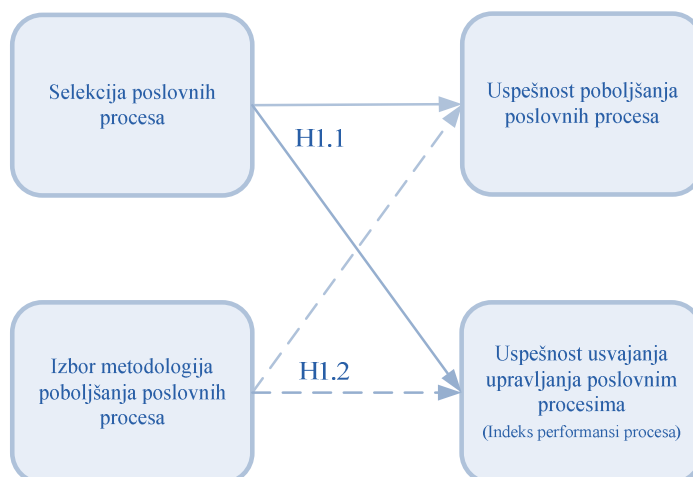 Selekcija poslovnih
procesa
Uspešnost poboljšanja
poslovnih procesa
H1.1
Izbor metodologija
poboljšanja poslovnih
procesa
H1.2
Uspešnost usvajanja
upravljanja poslovnim
procesima
(Indeks performansi procesa)